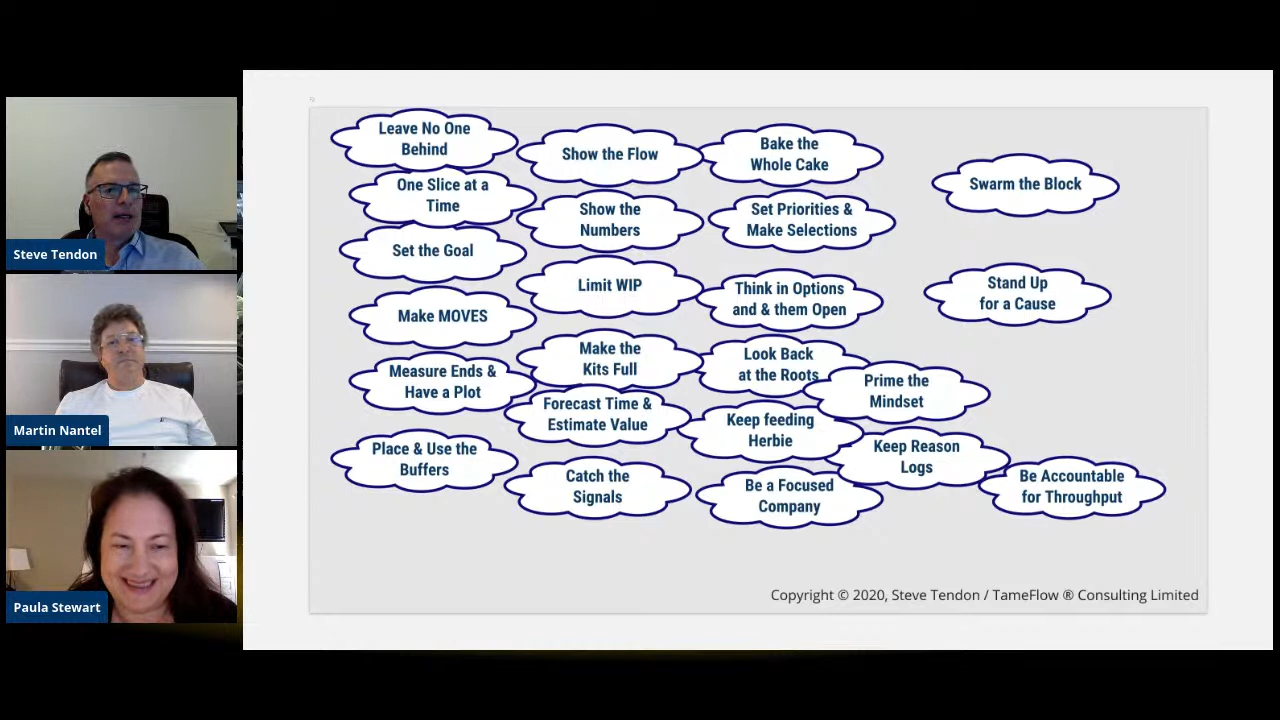 Steve Tendon
Martin Nantel
Paula Stewart
Leave No One
Behind
One Slice at a
Time
Set the Goal
Make MOVES
Measure Ends &
Have a Plot
Place & Use the
Buffers
Show the Flow
Show the
Numbers
Limit WIP
Make the
Kits Full
Forecast Time &
Estimate Value
Catch the
Signals
Bake the
Whole Cake
Set Priorities &
Make Selections
Think in Options
and & them Open
Look Back
at the Roots
Keep feeding
Herbie
Be a Focused
Company
Prime the
Mindset
Keep Reason
Logs
Swarm the Block
Stand Up
for a Cause
Be Accountable
for Throughput
Copyright © 2020, Steve Tendon / TameFlow ® Consulting Limited